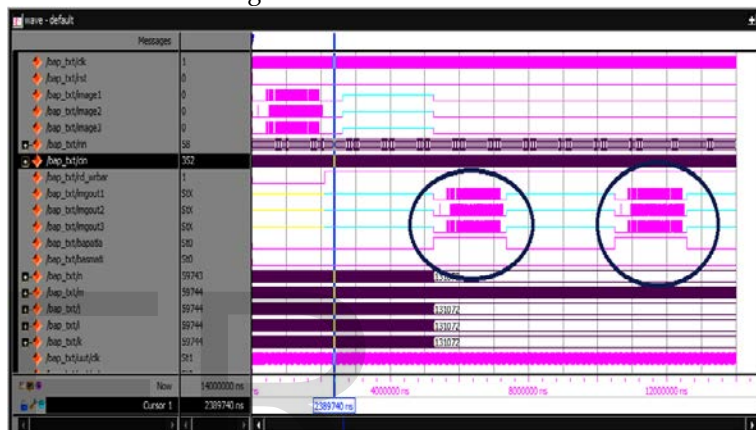 wave - default
Messages
/bap_txt/clk 1
/bap_txt/rst 0
/bap_txt/image1 0
/bap_txt/image2 0
/bap_txt/image3 0
/bap_txt/nn 58
/bap_txt/cin 352
/bap_txt/rd_wrbar 1
/bap_txt/imgout1 StX
/bap_txt/imgout2 StX
/bap_txt/imgout3 StX
/bap_txt/bapatla St0
/bap_txt/basmati St0
/bap_txt/n 59743
/bap_txt/m 59744
/bap_txt/j 59744 131072
/bap_txt/i 59744 131072
/bap_txt/k 59744 131072
/bap_txt/uut/clk St1
Now 14000000 ns ns 4000000 ns 8000000 ns 12000000 ns
Cursor 1 2389740 ns 2389740 ns